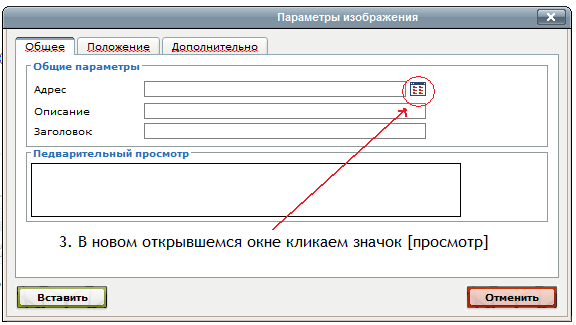 Параметры изображения
Общее Положение Дополнительно
Общие параметры
Адрес
Описание
Заголовок
Педварительный просмотр
3. В новом открывшемся окне кликаем значок [просмотр]
Вставить Отменить